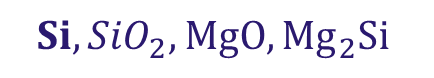 Si, SiO₂, MgO, Mg₂Si